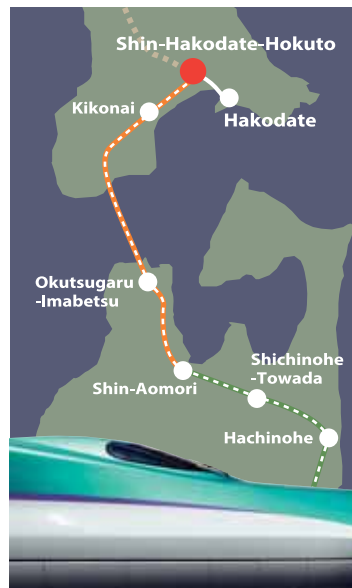 Shin-Hakodate-Hokuto
Kikonai
Hakodate
Okutsugaru
-Imabetsu
Shichinohe
-Towada
Shin-Aomori
Hachinohe